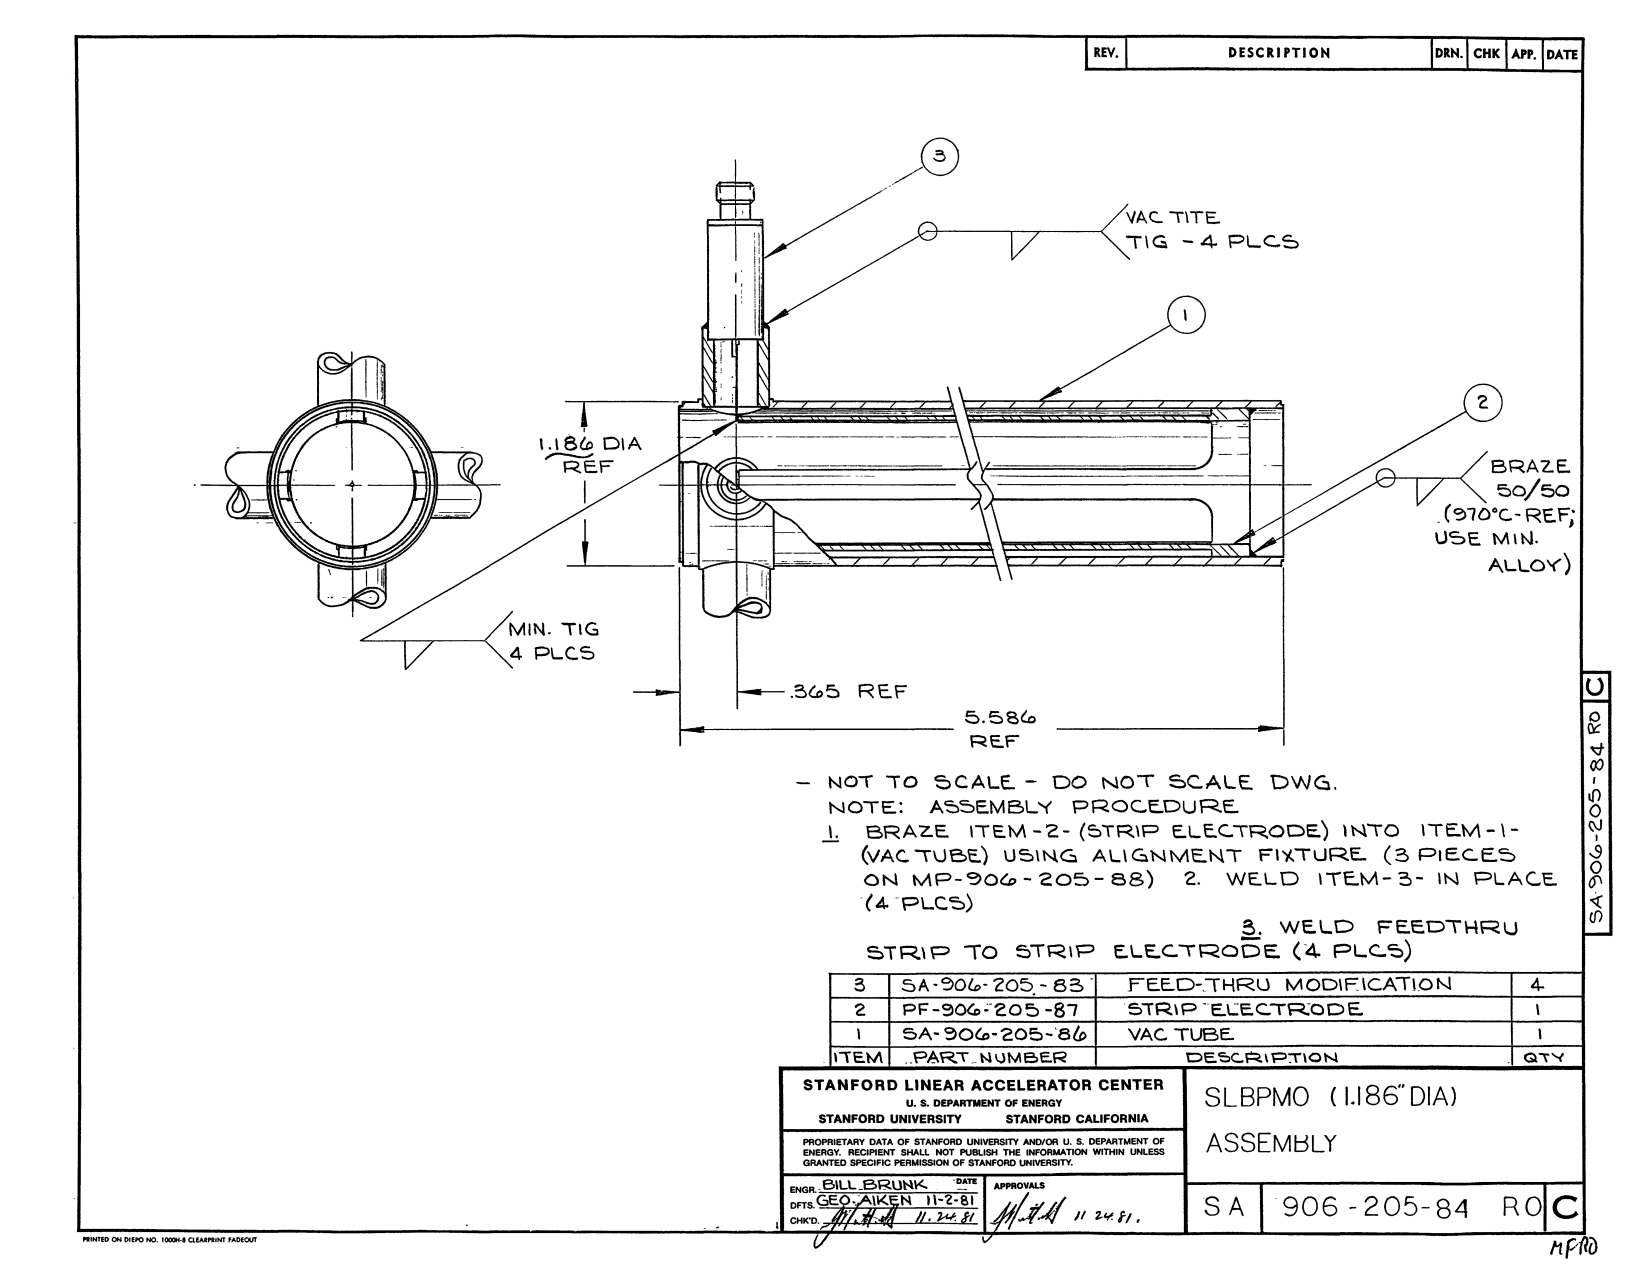 REV. DESCRIPTION DRN. CHK APP. DATE
3
VAC TITE
TIG - 4 PLCS
1
2
1.186 DIA
REF
BRAZE
50/50
(970°C-REF;
USE MIN.
ALLOY)
MIN. TIG
4 PLCS
.365 REF
5.586
REF
- NOT TO SCALE - DO NOT SCALE DWG.
NOTE: ASSEMBLY PROCEDURE
1. BRAZE ITEM-2- (STRIP ELECTRODE) INTO ITEM-1-
(VAC TUBE) USING ALIGNMENT FIXTURE (3 PIECES
ON MP-906-205-88) 2. WELD ITEM-3- IN PLACE
(4 PLCS)
3. WELD FEEDTHRU
STRIP TO STRIP ELECTRODE (4 PLCS)
3 SA-906-205-83 FEED-THRU MODIFICATION 4
2 PF-906-205-87 STRIP ELECTRODE 1
1 SA-906-205-86 VAC TUBE 1
ITEM PART NUMBER DESCRIPTION QTY
STANFORD LINEAR ACCELERATOR CENTER
U. S. DEPARTMENT OF ENERGY
STANFORD UNIVERSITY STANFORD CALIFORNIA
PROPRIETARY DATA OF STANFORD UNIVERSITY AND/OR U. S. DEPARTMENT OF
ENERGY. RECIPIENT SHALL NOT PUBLISH THE INFORMATION WITHIN UNLESS
GRANTED SPECIFIC PERMISSION OF STANFORD UNIVERSITY.
ENGR. BILL BRUNK DATE
DFTS. GEO. AIKEN 11-2-81
CHK'D. 11.24.81
APPROVALS
11 24.81.
SLBPMO (1.186" DIA)
ASSEMBLY
SA 906-205-84 R0 C
SA-906-205-84 R0 C
PRINTED ON DIEPO NO. 1000H-8 CLEARPRINT FADEOUT
MFRO